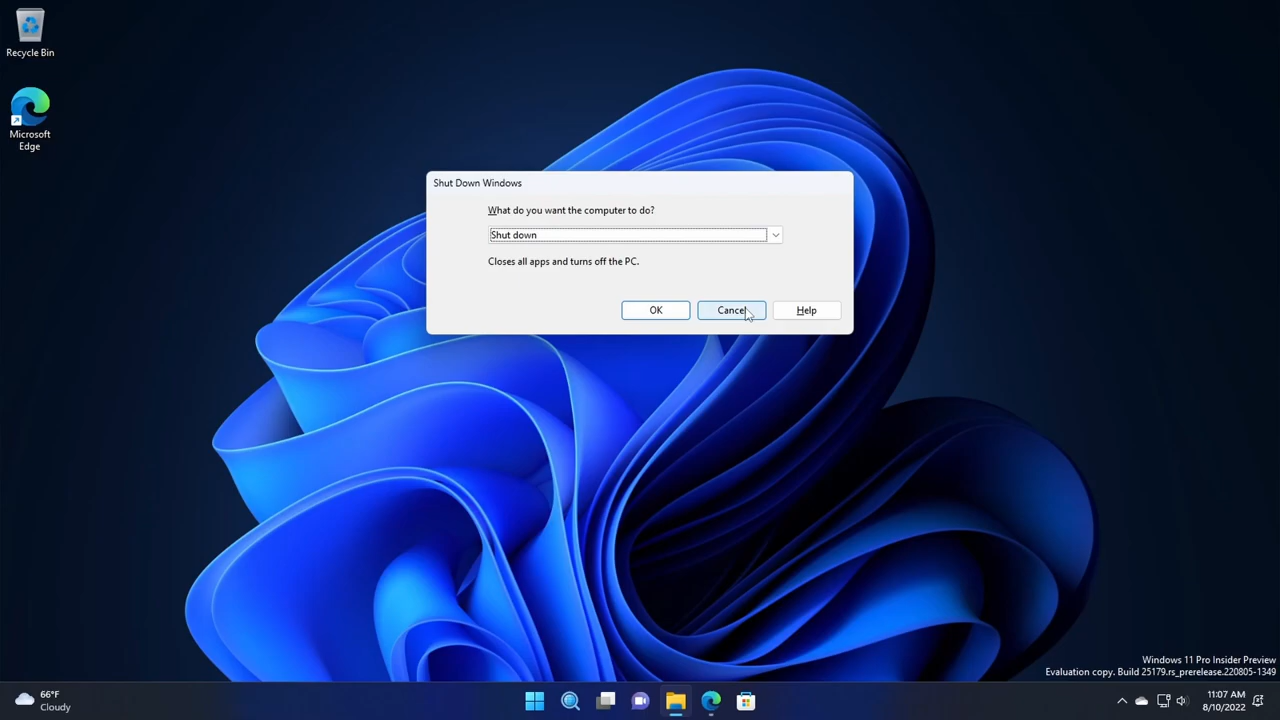 Recycle Bin
Microsoft
Edge
Shut Down Windows
What do you want the computer to do?
Shut down
Closes all apps and turns off the PC.
OK
Cancel
Help
Windows 11 Pro Insider Preview
Evaluation copy. Build 25179.rs_prerelease.220805-1349
66°F
Cloudy
11:07 AM
8/10/2022